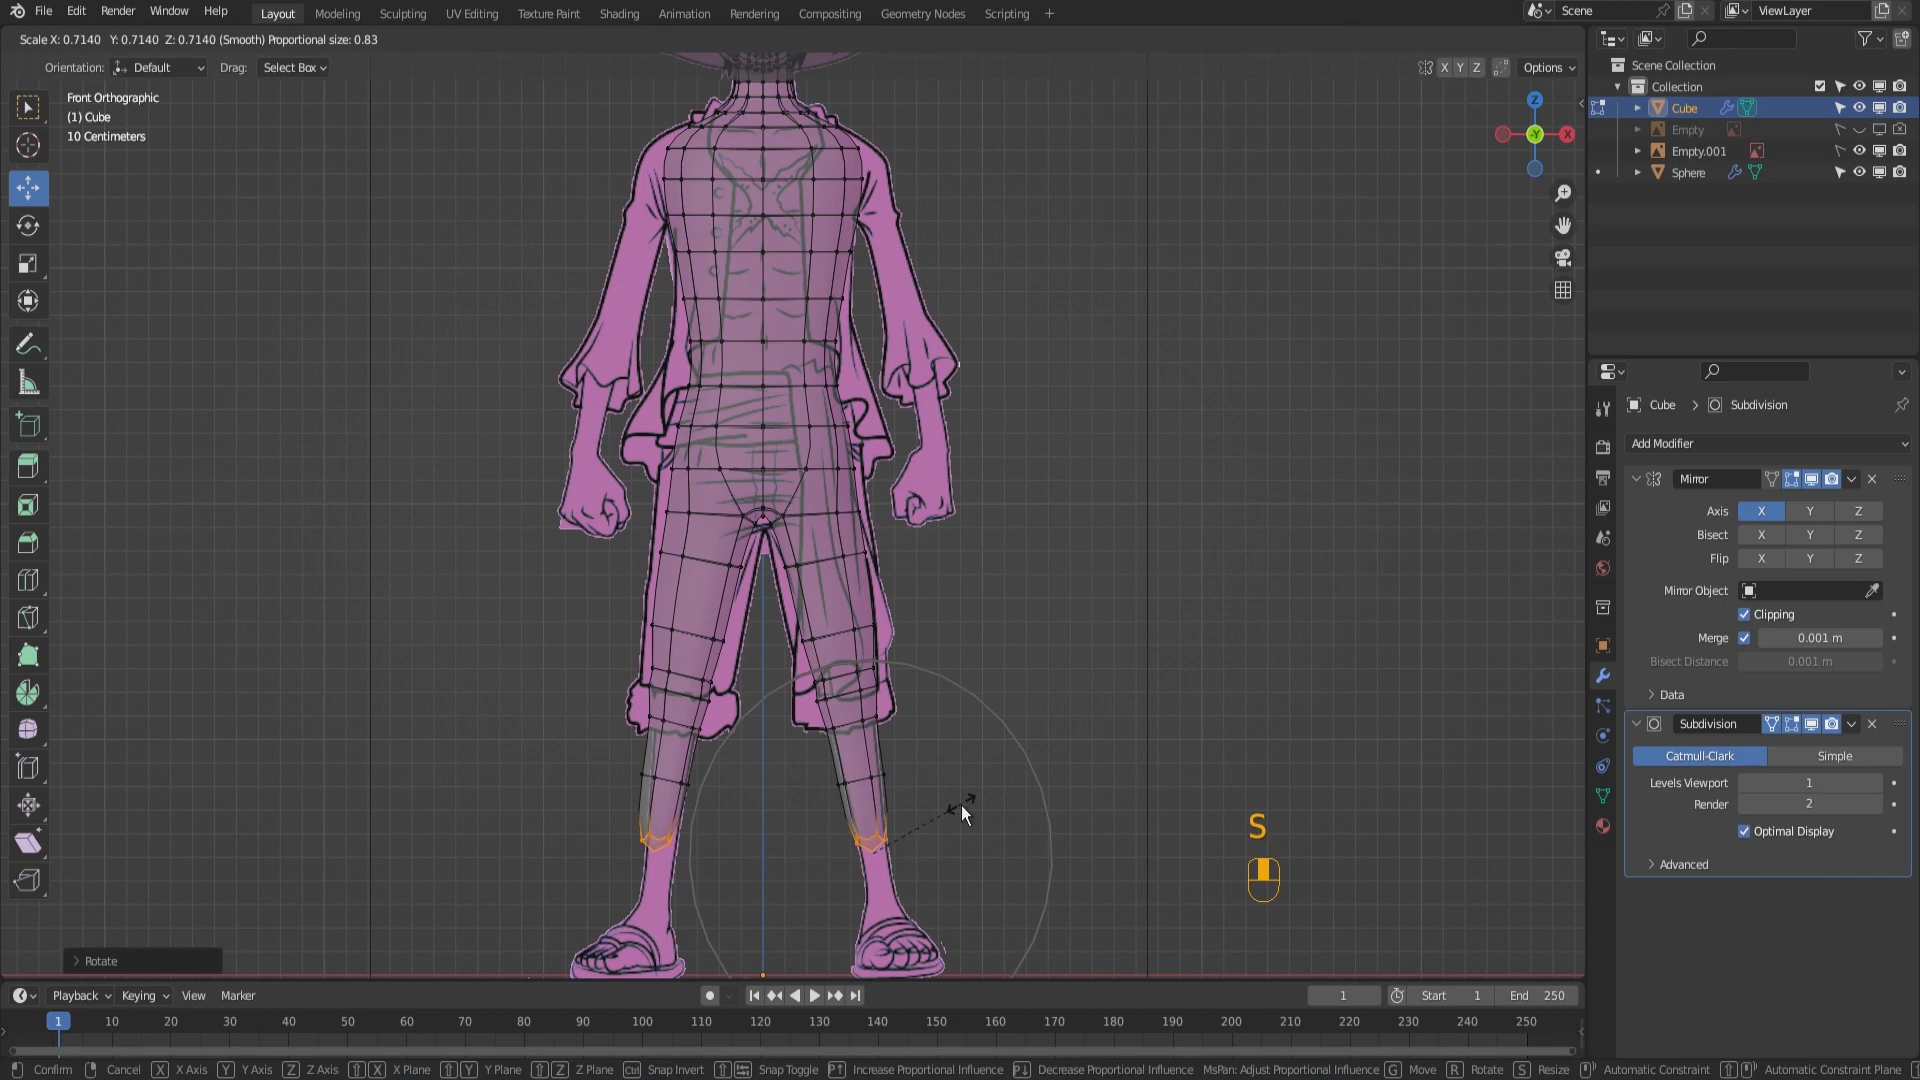 File Edit Render Window Help Layout Modeling Sculpting UV Editing Texture Paint Shading Animation Rendering Compositing Geometry Nodes Scripting + Scene ViewLayer
Scale X: 0.7140 Y: 0.7140 Z: 0.7140 (Smooth) Proportional size: 0.83
Orientation: Default Drag: Select Box X Y Z Options
Front Orthographic
(1) Cube
10 Centimeters
Z
-Y
X
Scene Collection
Collection
Cube
Empty
Empty.001
Sphere
Cube > Subdivision
Add Modifier
Mirror
Axis X Y Z
Bisect X Y Z
Flip X Y Z
Mirror Object
Clipping
Merge 0.001 m
Bisect Distance 0.001 m
Data
Subdivision
Catmull-Clark Simple
Levels Viewport 1
Render 2
Optimal Display
Advanced
S
Rotate
Playback Keying View Marker 1 Start 1 End 250
1 10 20 30 40 50 60 70 80 90 100 110 120 130 140 150 160 170 180 190 200 210 220 230 240 250
Confirm Cancel X X Axis Y Y Axis Z Z Axis X X Plane Y Y Plane Z Z Plane Ctrl Snap Invert Snap Toggle Increase Proportional Influence Decrease Proportional Influence MsPan: Adjust Proportional Influence G Move R Rotate S Resize Automatic Constraint Automatic Constraint Plane